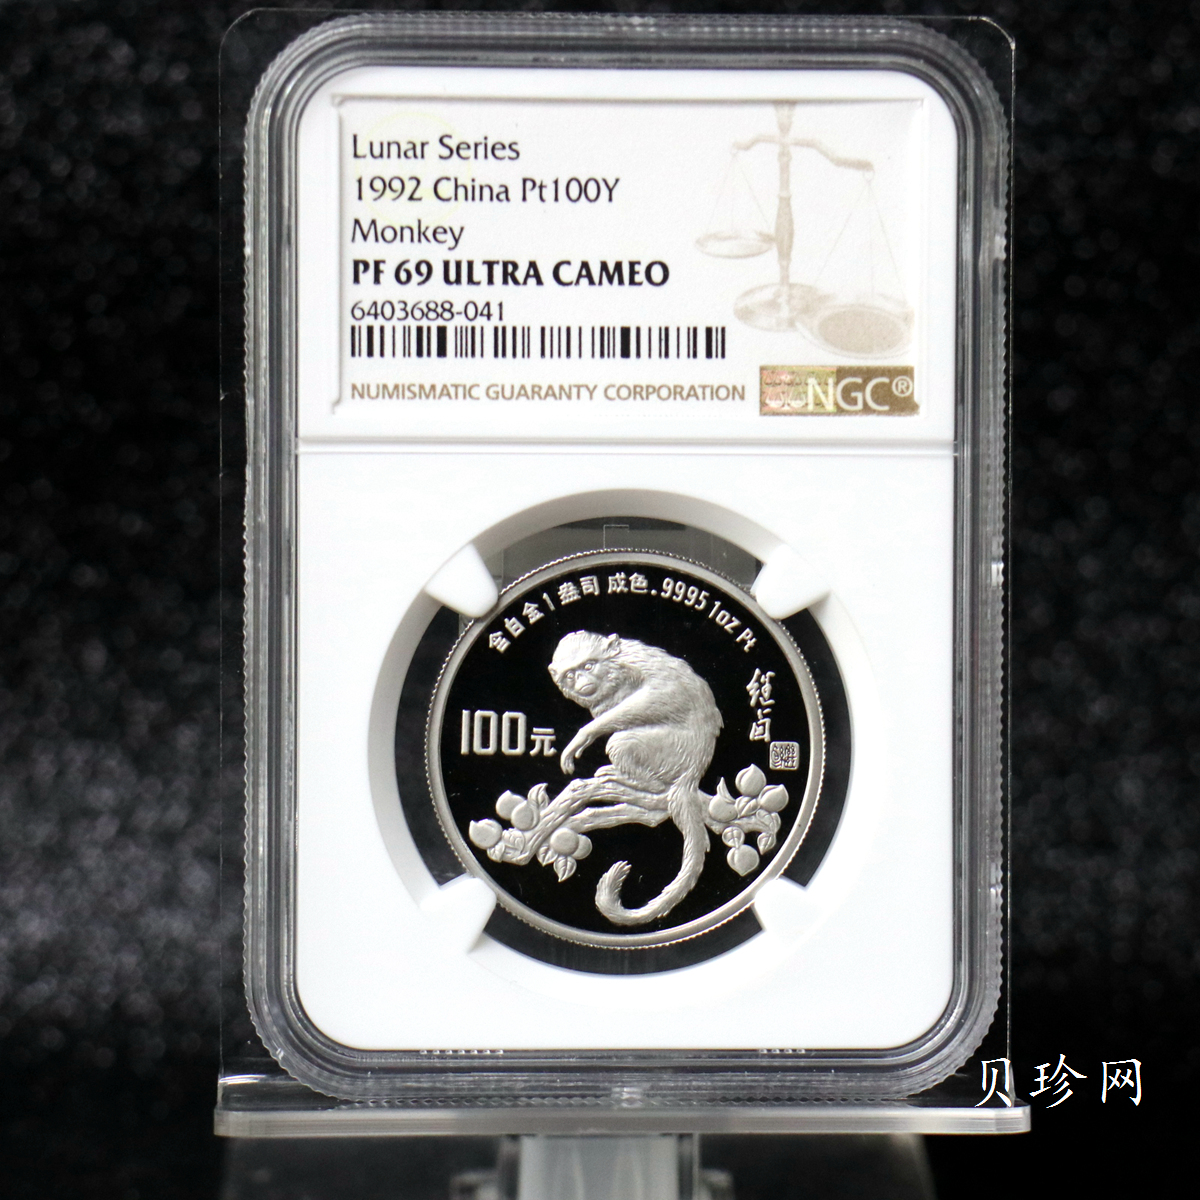 Lunar Series
1992 China Pt100Y
Monkey
PF 69 ULTRA CAMEO
6403688-041
NUMISMATIC GUARANTY CORPORATION
NGC®
含白金1盎司 成色.9995 1oz Pt
100元
贝珍网